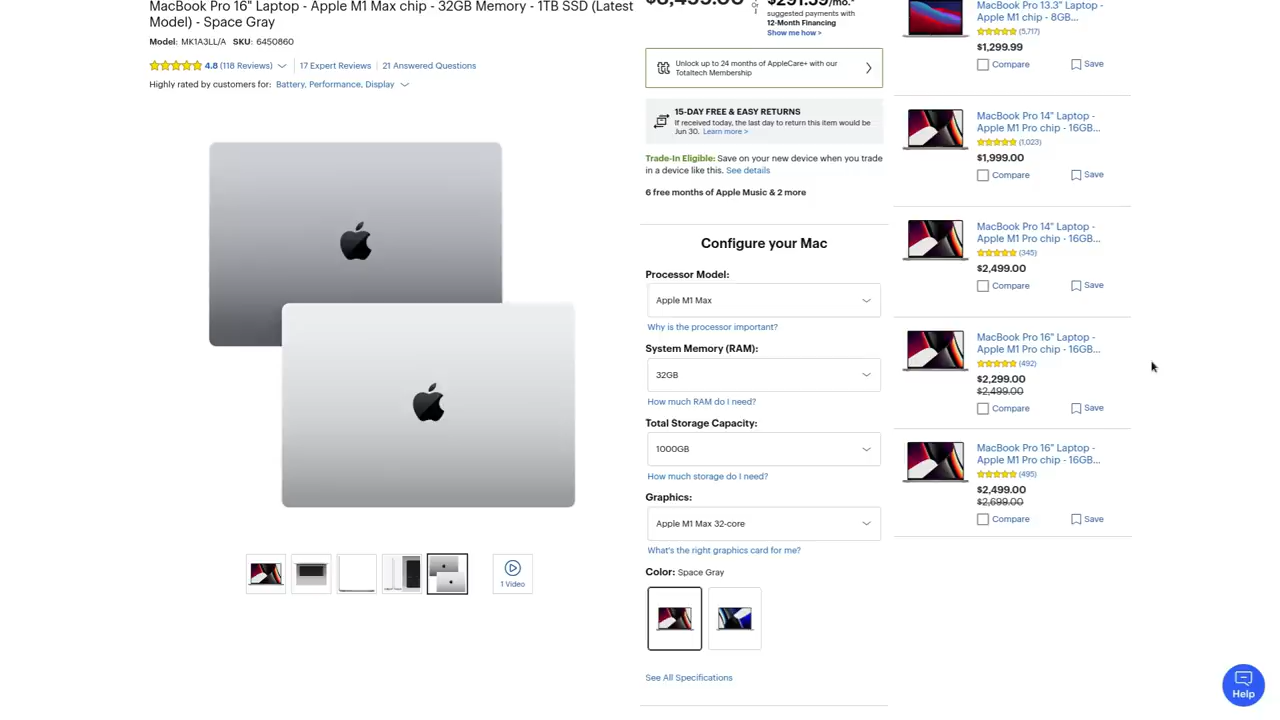 MacBook Pro 16" Laptop - Apple M1 Max chip - 32GB Memory - 1TB SSD (Latest
Model) - Space Gray
Model: MK1A3LL/A SKU: 6450860
4.8 (118 Reviews)
17 Expert Reviews
21 Answered Questions
Highly rated by customers for: Battery, Performance, Display
suggested payments with
12-Month Financing
Show me how >
Unlock up to 24 months of AppleCare+ with our
Totaltech Membership
15-DAY FREE & EASY RETURNS
If received today, the last day to return this item would be
Jun 30. Learn more >
Trade-In Eligible: Save on your new device when you trade
in a device like this. See details
6 free months of Apple Music & 2 more
Configure your Mac
Processor Model:
Apple M1 Max
Why is the processor important?
System Memory (RAM):
32GB
How much RAM do I need?
Total Storage Capacity:
1000GB
How much storage do I need?
Graphics:
Apple M1 Max 32-core
What's the right graphics card for me?
Color: Space Gray
See All Specifications
1 Video
MacBook Pro 13.3" Laptop -
Apple M1 chip - 8GB...
(5,717)
$1,299.99
Compare
Save
MacBook Pro 14" Laptop -
Apple M1 Pro chip - 16GB...
(1,023)
$1,999.00
Compare
Save
MacBook Pro 14" Laptop -
Apple M1 Pro chip - 16GB...
(345)
$2,499.00
Compare
Save
MacBook Pro 16" Laptop -
Apple M1 Pro chip - 16GB...
(492)
$2,299.00
$2,499.00
Compare
Save
MacBook Pro 16" Laptop -
Apple M1 Pro chip - 16GB...
(495)
$2,499.00
$2,699.00
Compare
Save
Help